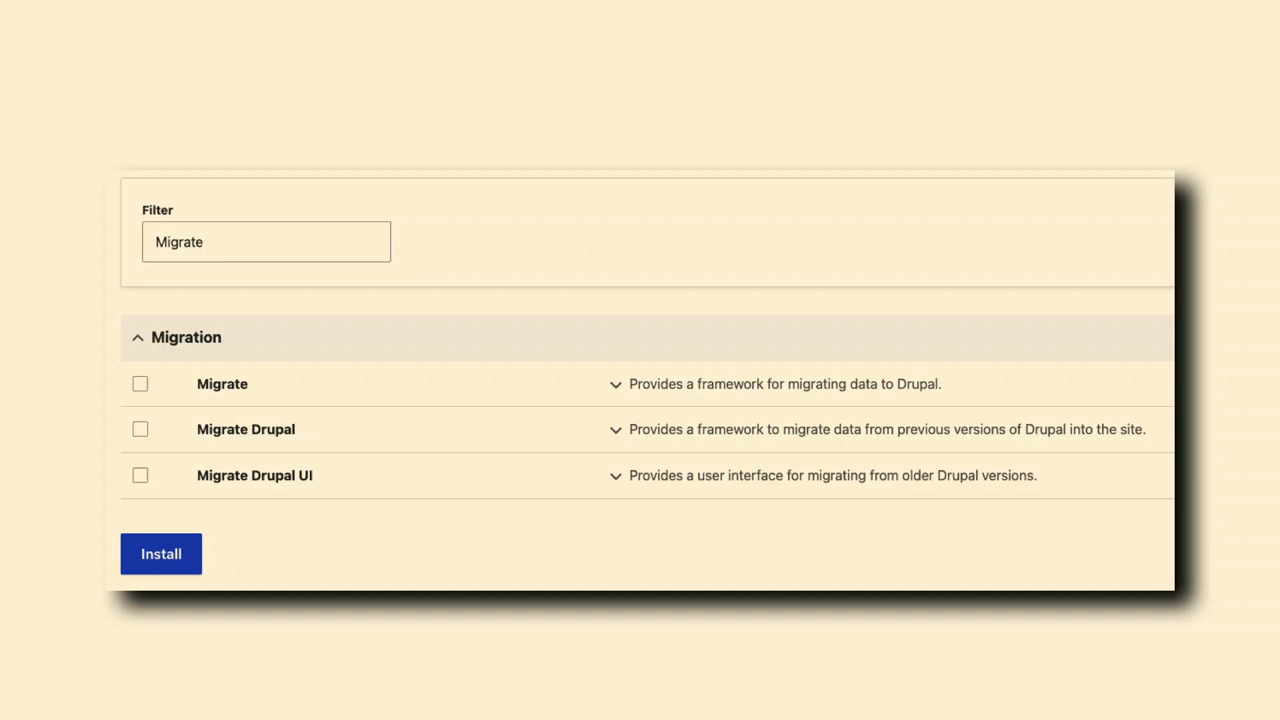 Filter
Migrate
Migration
Migrate Provides a framework for migrating data to Drupal.
Migrate Drupal Provides a framework to migrate data from previous versions of Drupal into the site.
Migrate Drupal UI Provides a user interface for migrating from older Drupal versions.
Install